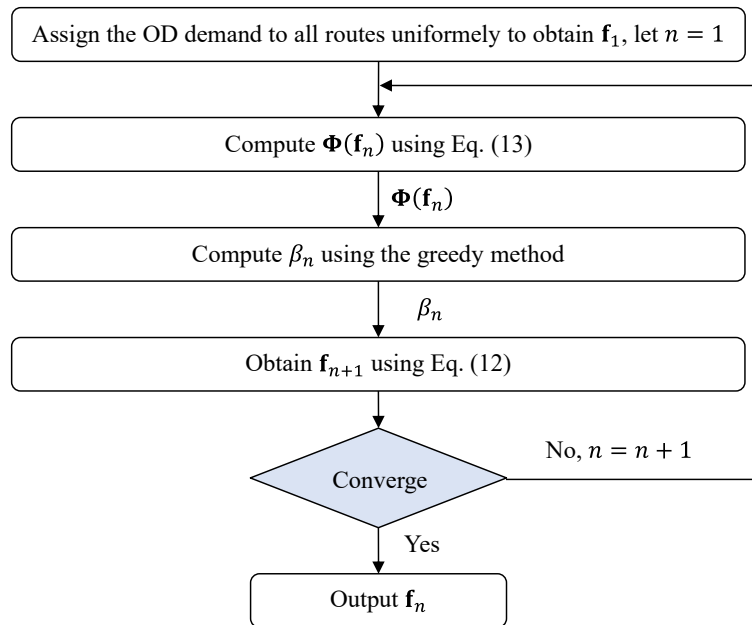 Assign the OD demand to all routes uniformely to obtain 𝐟₁, let 𝑛 = 1
Compute 𝚽(𝐟ₙ) using Eq. (13)
𝚽(𝐟ₙ)
Compute 𝛽ₙ using the greedy method
𝛽ₙ
Obtain 𝐟ₙ₊₁ using Eq. (12)
Converge
No, 𝑛 = 𝑛 + 1
Yes
Output 𝐟ₙ